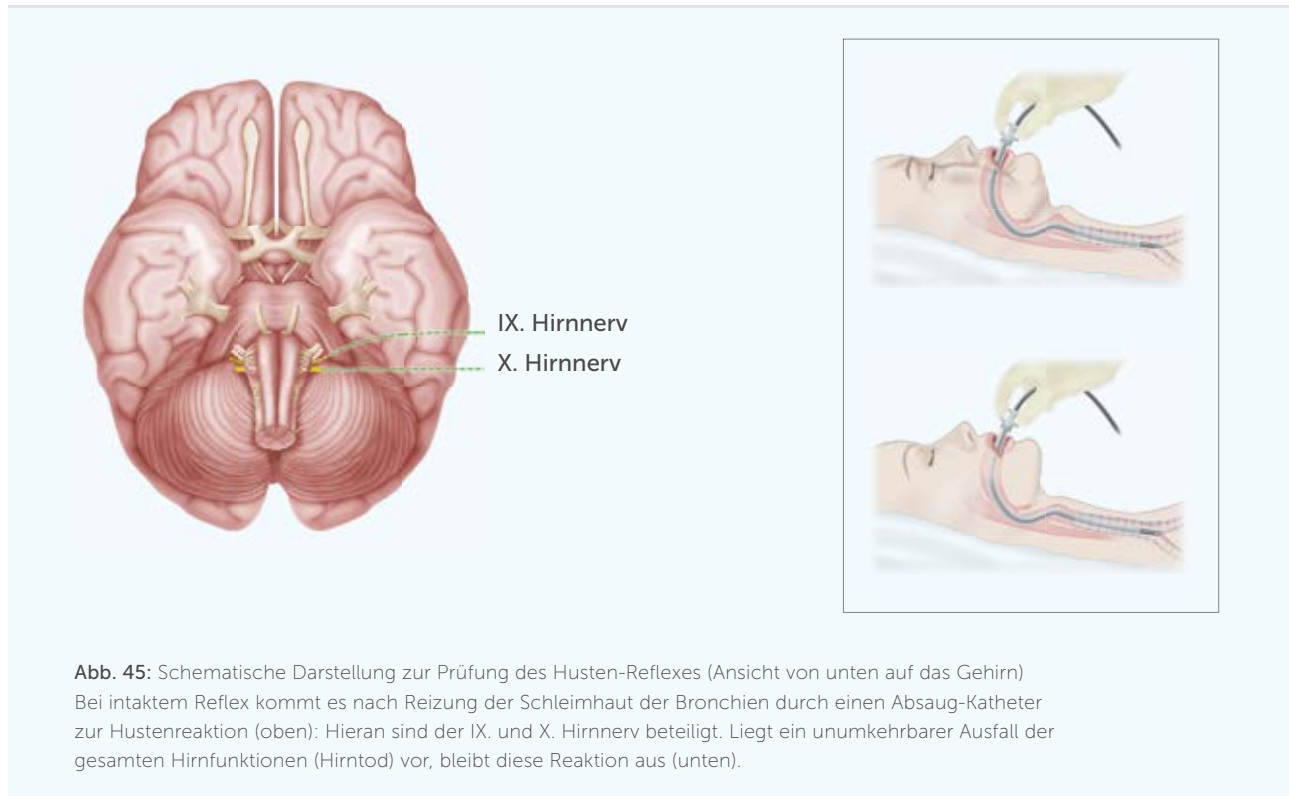 IX. Hirnnerv
X. Hirnnerv
Abb. 45: Schematische Darstellung zur Prüfung des Husten-Reflexes (Ansicht von unten auf das Gehirn)
Bei intaktem Reflex kommt es nach Reizung der Schleimhaut der Bronchien durch einen Absaug-Katheter
zur Hustenreaktion (oben): Hieran sind der IX. und X. Hirnnerv beteiligt. Liegt ein unumkehrbarer Ausfall der
gesamten Hirnfunktionen (Hirntod) vor, bleibt diese Reaktion aus (unten).